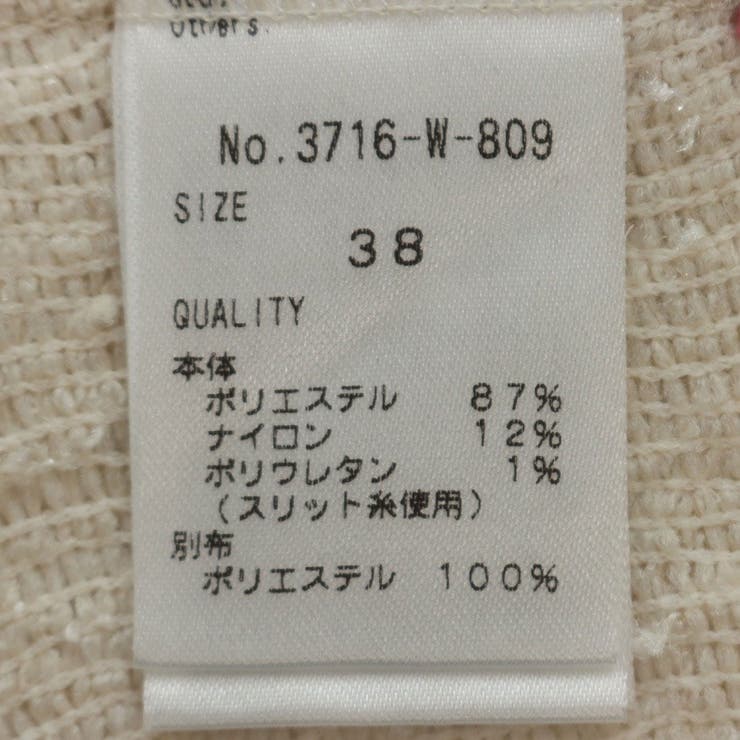 Others.
No.3716-W-809
SIZE
38
QUALITY
本体
ポリエステル 87%
ナイロン 12%
ポリウレタン 1%
(スリット糸使用)
別布
ポリエステル 100%